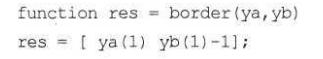 function res = border(ya,yb)
res = [ ya(1) yb(1)-1];